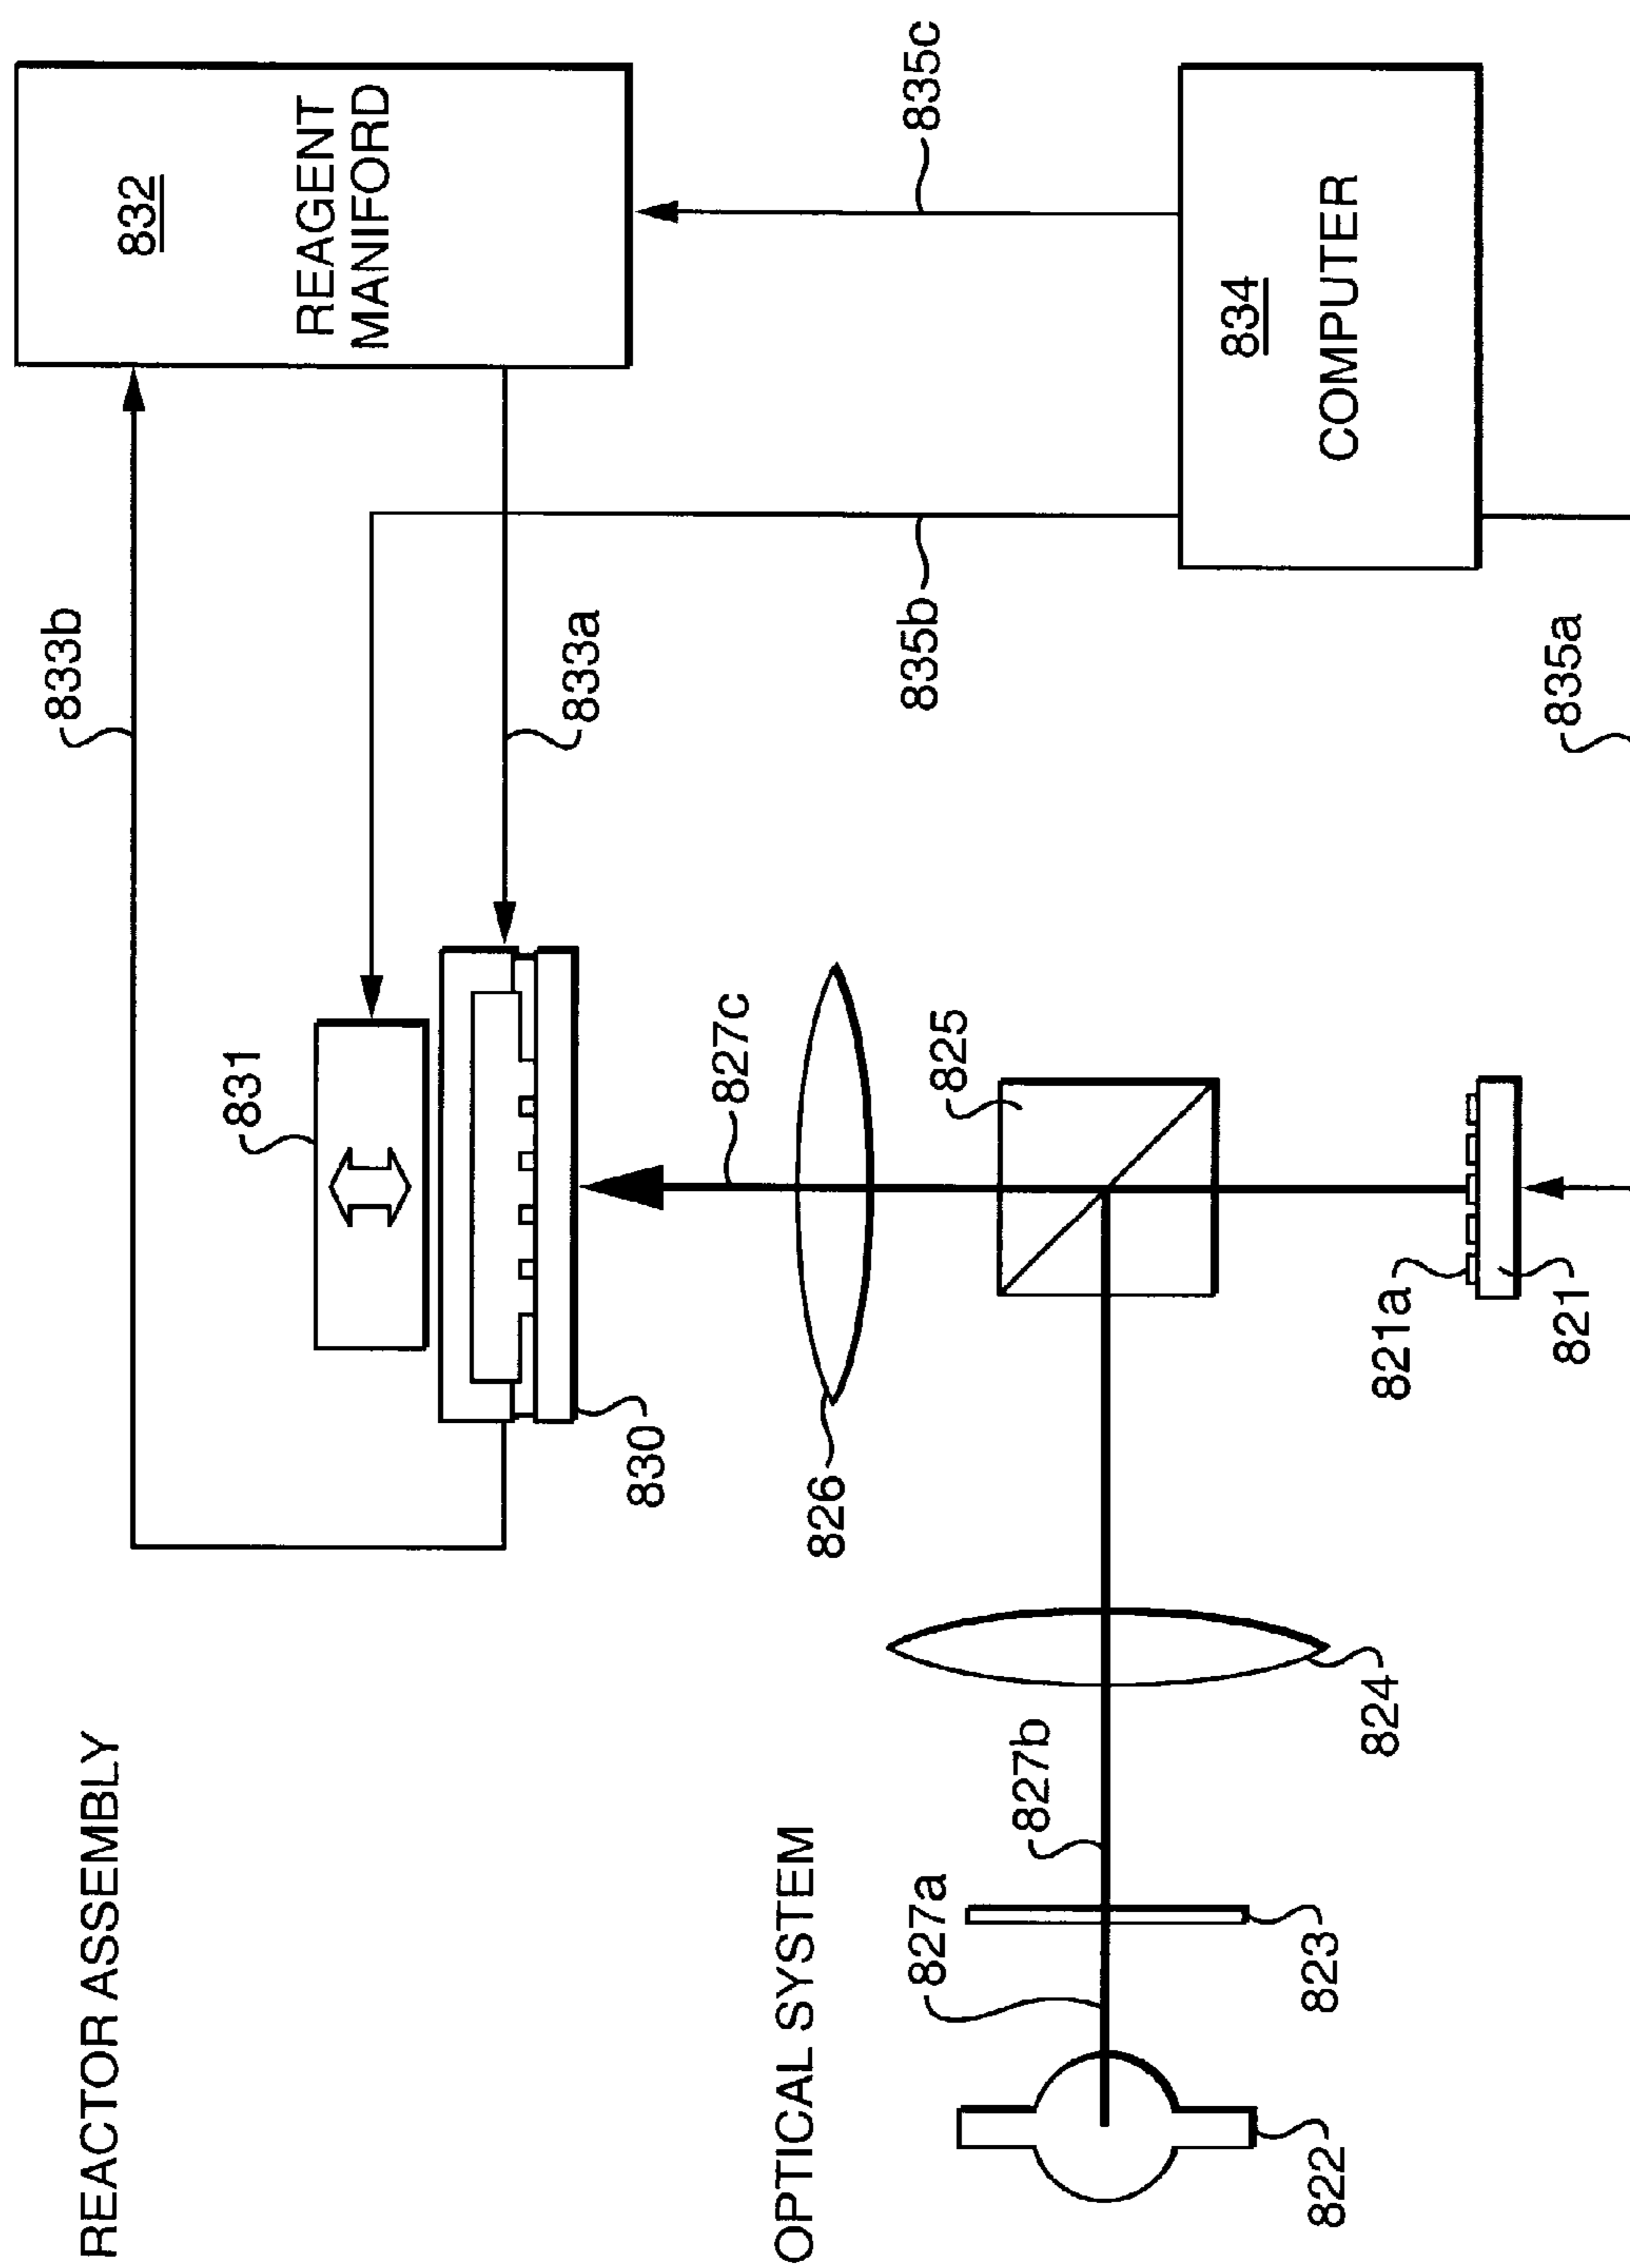 REACTOR ASSEMBLY
833b
832
REAGENT
MANIFORD
831
833a
830
835c
835b
827c
826
OPTICAL SYSTEM
825
834
COMPUTER
827a
827b
824
823
822
821a
821
835a